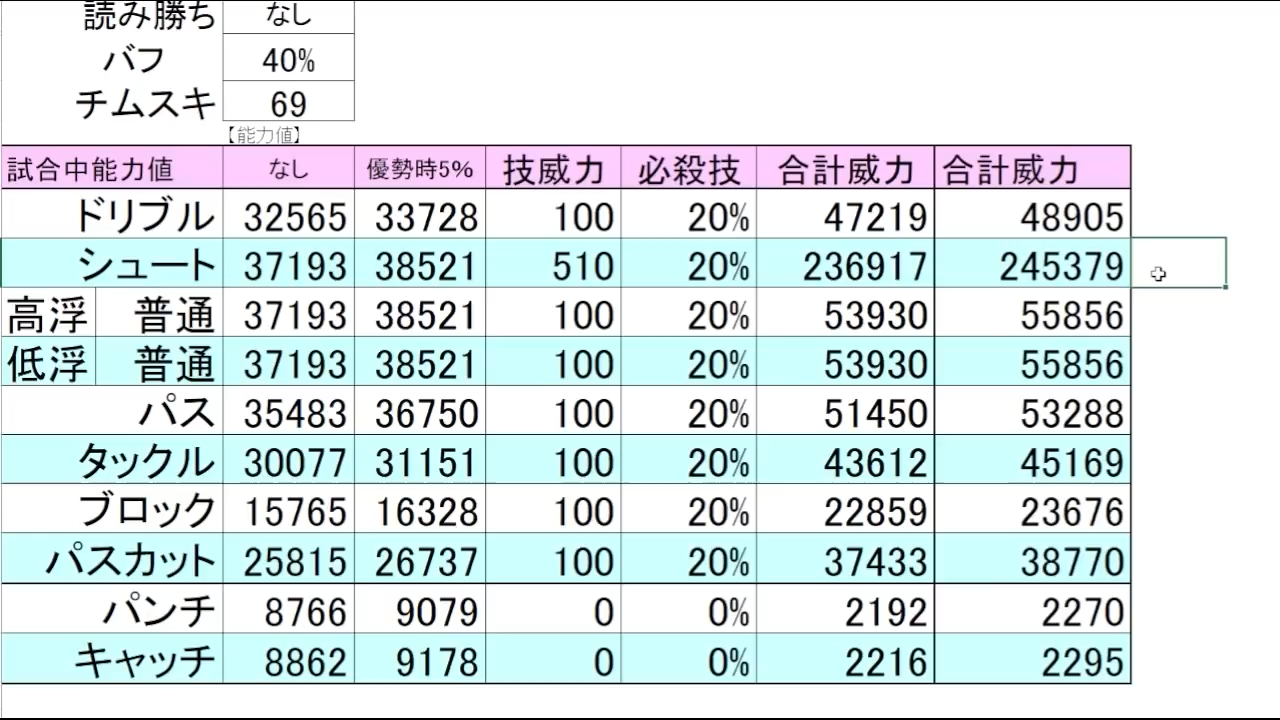 読み勝ち なし
バフ 40%
チムスキ 69
【能力値】
試合中能力値 なし 優勢時5% 技威力 必殺技 合計威力 合計威力
ドリブル 32565 33728 100 20% 47219 48905
シュート 37193 38521 510 20% 236917 245379
高浮 普通 37193 38521 100 20% 53930 55856
低浮 普通 37193 38521 100 20% 53930 55856
パス 35483 36750 100 20% 51450 53288
タックル 30077 31151 100 20% 43612 45169
ブロック 15765 16328 100 20% 22859 23676
パスカット 25815 26737 100 20% 37433 38770
パンチ 8766 9079 0 0% 2192 2270
キャッチ 8862 9178 0 0% 2216 2295